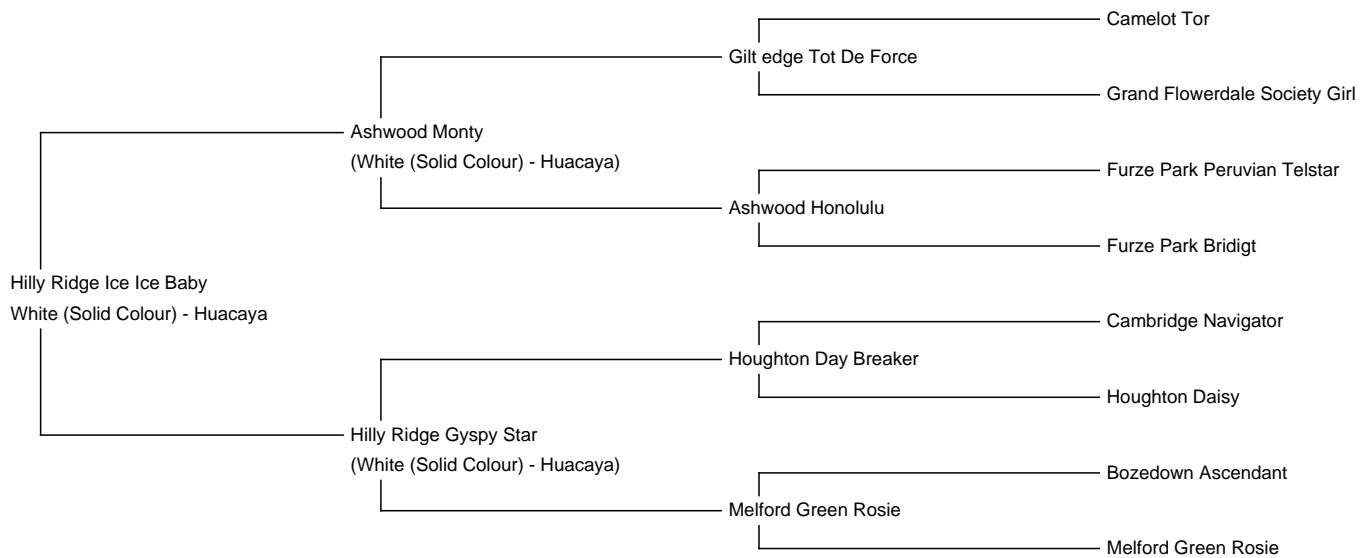 Camelot Tor
Gilt edge Tot De Force
Grand Flowerdale Society Girl
Ashwood Monty
(White (Solid Colour) - Huacaya)
Furze Park Peruvian Telstar
Ashwood Honolulu
Furze Park Bridigt
Hilly Ridge Ice Ice Baby
White (Solid Colour) - Huacaya
Cambridge Navigator
Houghton Day Breaker
Houghton Daisy
Hilly Ridge Gyspy Star
(White (Solid Colour) - Huacaya)
Bozedown Ascendant
Melford Green Rosie
Melford Green Rosie